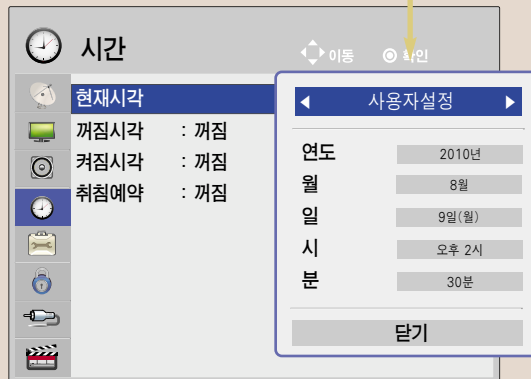 시간
이동 확인
현재시각
꺼짐시각 : 꺼짐
켜짐시각 : 꺼짐
취침예약 : 꺼짐
사용자설정
연도 2010년
월 8월
일 9일(월)
시 오후 2시
분 30분
닫기